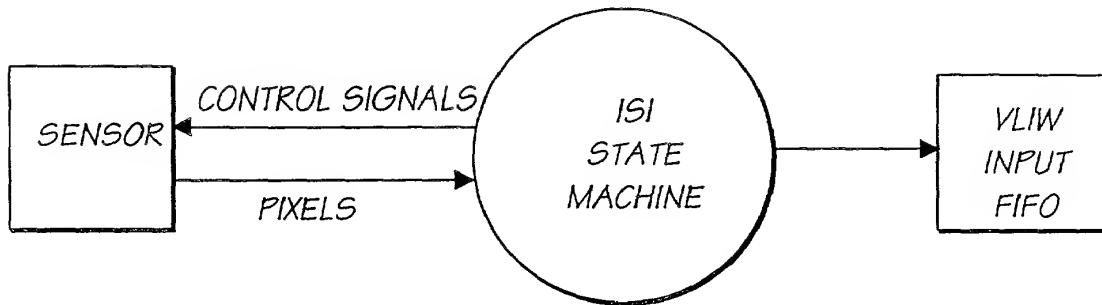 SENSOR
CONTROL SIGNALS
PIXELS
ISI
STATE
MACHINE
VLIW
INPUT
FIFO